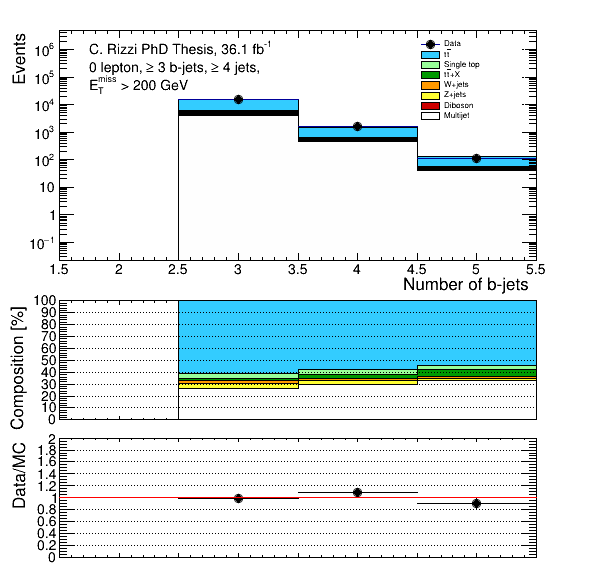 Events
10⁶
10⁵
10⁴
10³
10²
10
1
10⁻¹
C. Rizzi PhD Thesis, 36.1 fb⁻¹
0 lepton, ≥ 3 b-jets, ≥ 4 jets,
E_T^miss > 200 GeV
Data
tt̄
Single top
tt̄+X
W+jets
Z+jets
Diboson
Multijet
1.5 2 2.5 3 3.5 4 4.5 5 5.5
Number of b-jets
Composition [%]
100
90
80
70
60
50
40
30
20
10
0
Data/MC
2
1.8
1.6
1.4
1.2
1
0.8
0.6
0.4
0.2
0